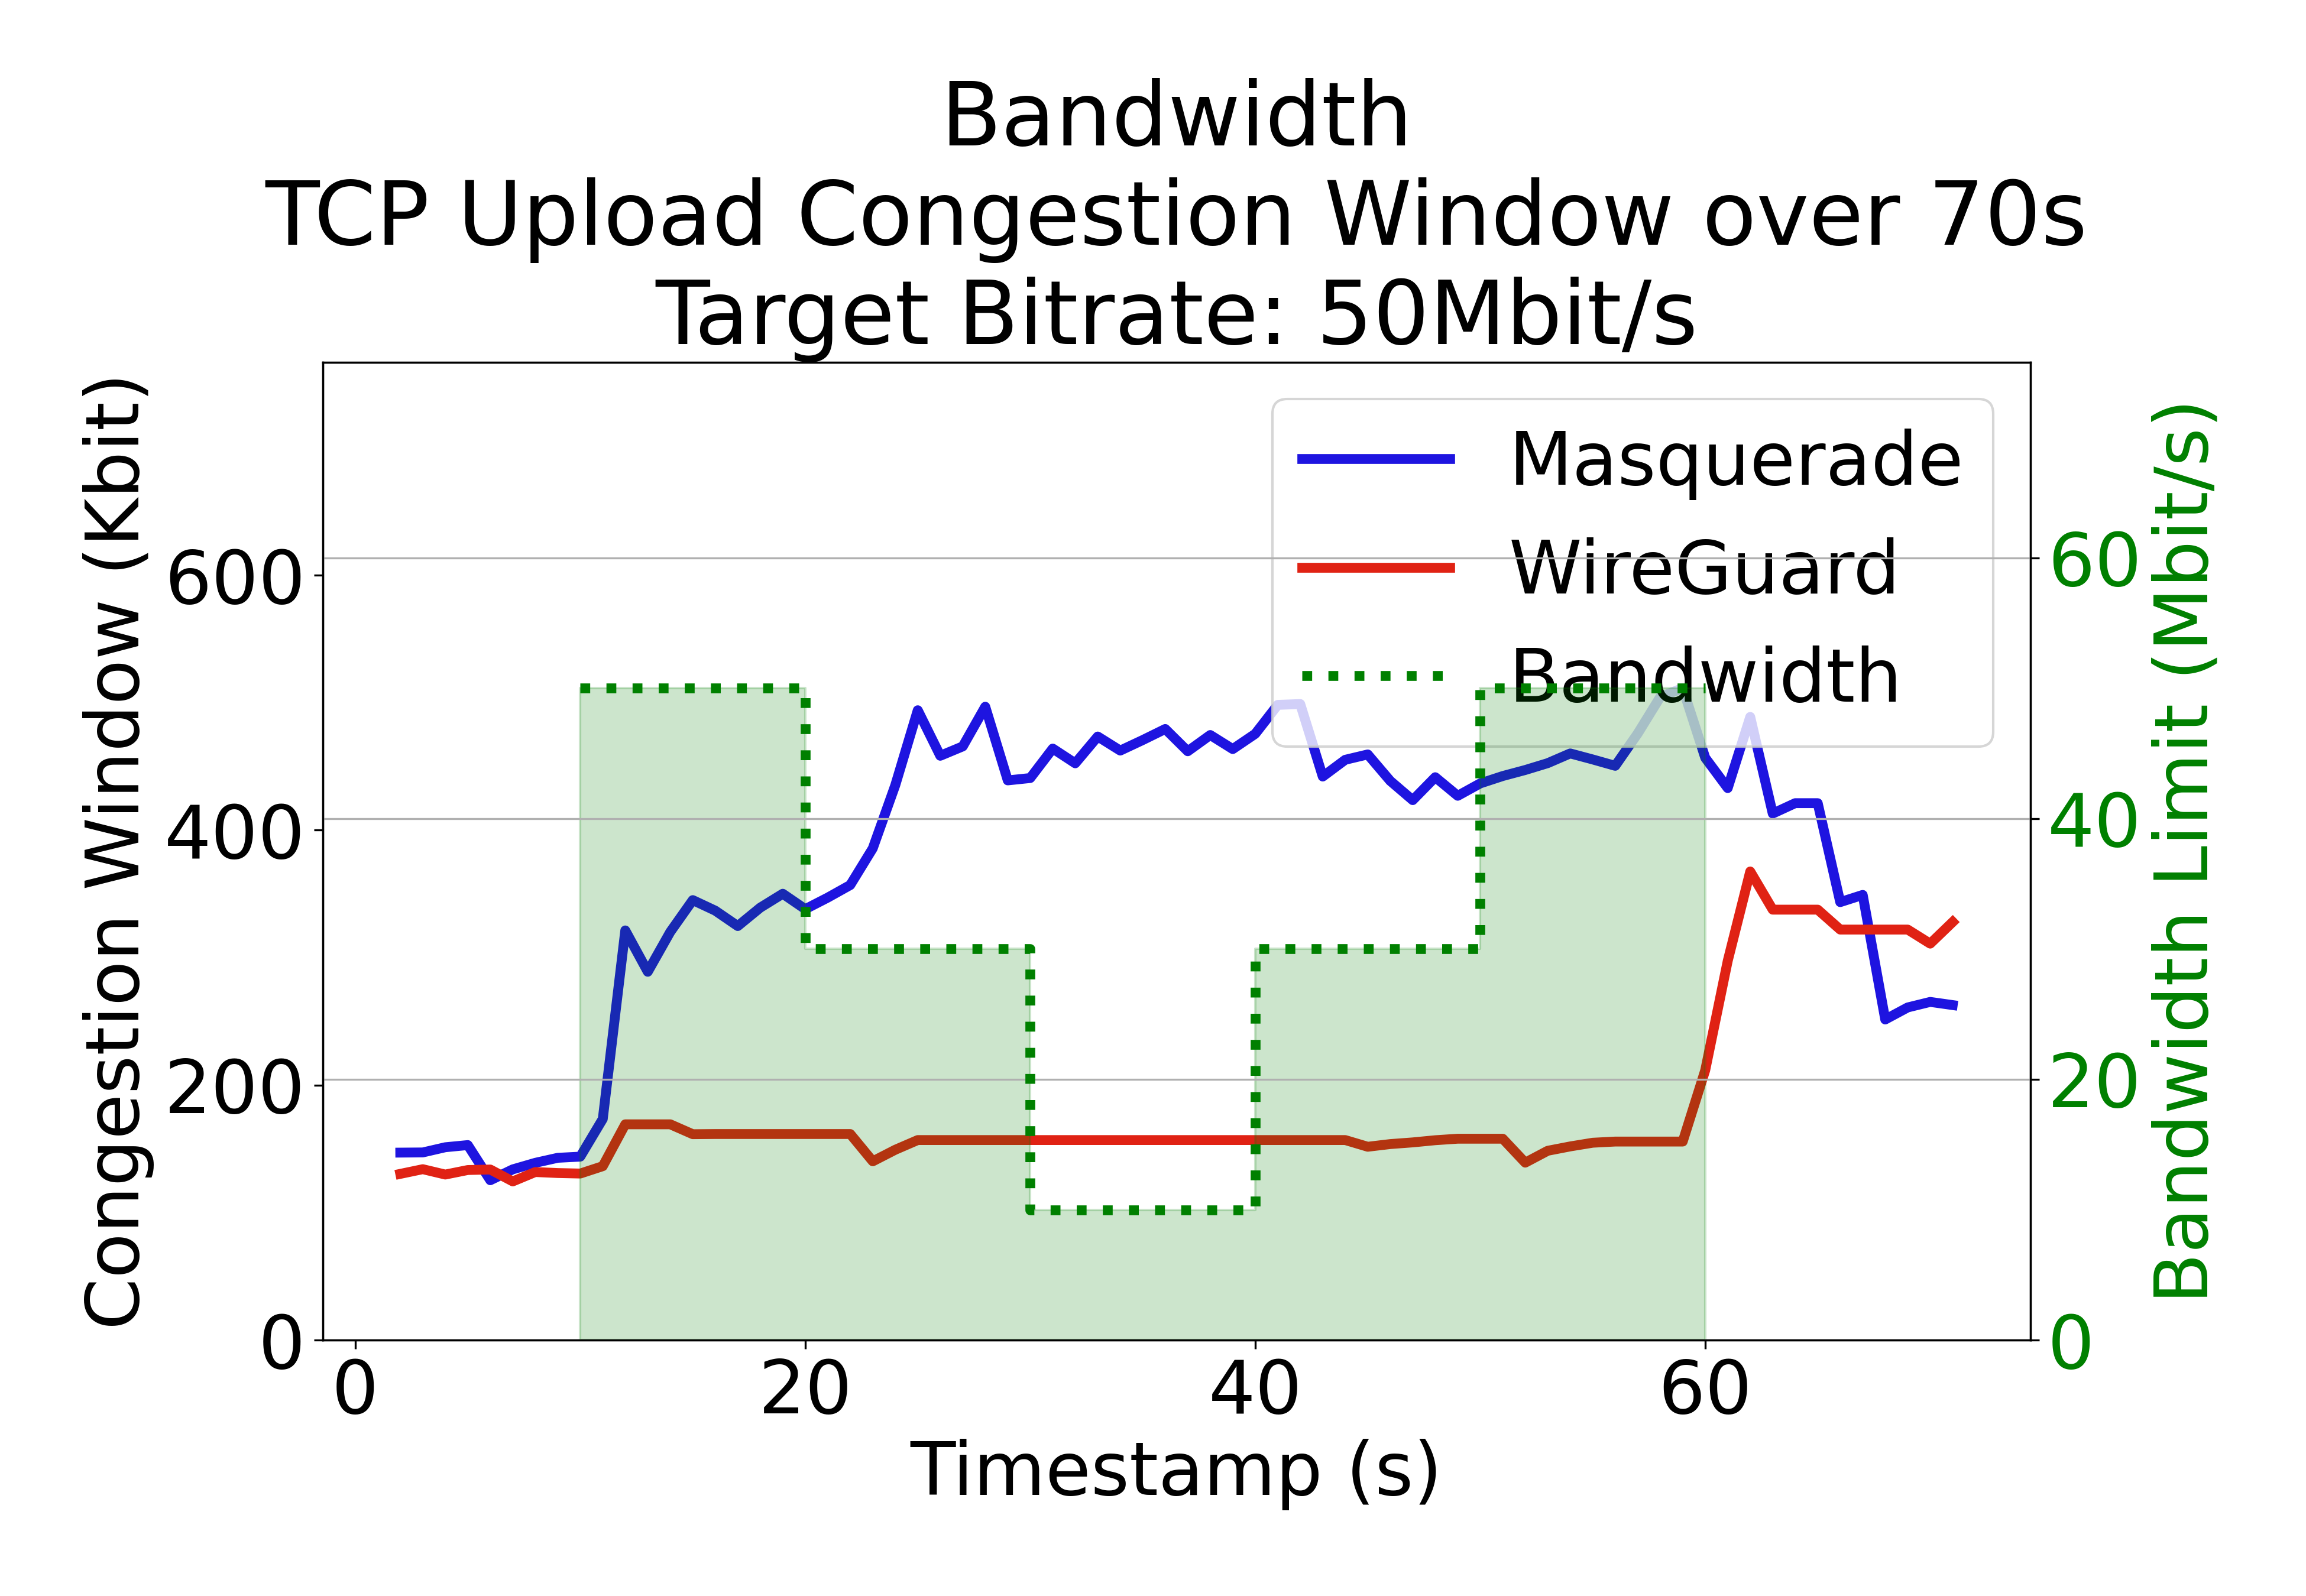 Bandwidth
TCP Upload Congestion Window over 70s
Target Bitrate: 50Mbit/s
Congestion Window (Kbit)
600
400
200
0
Masquerade
WireGuard
Bandwidth
60
40
20
0
Bandwidth Limit (Mbit/s)
0 20 40 60
Timestamp (s)